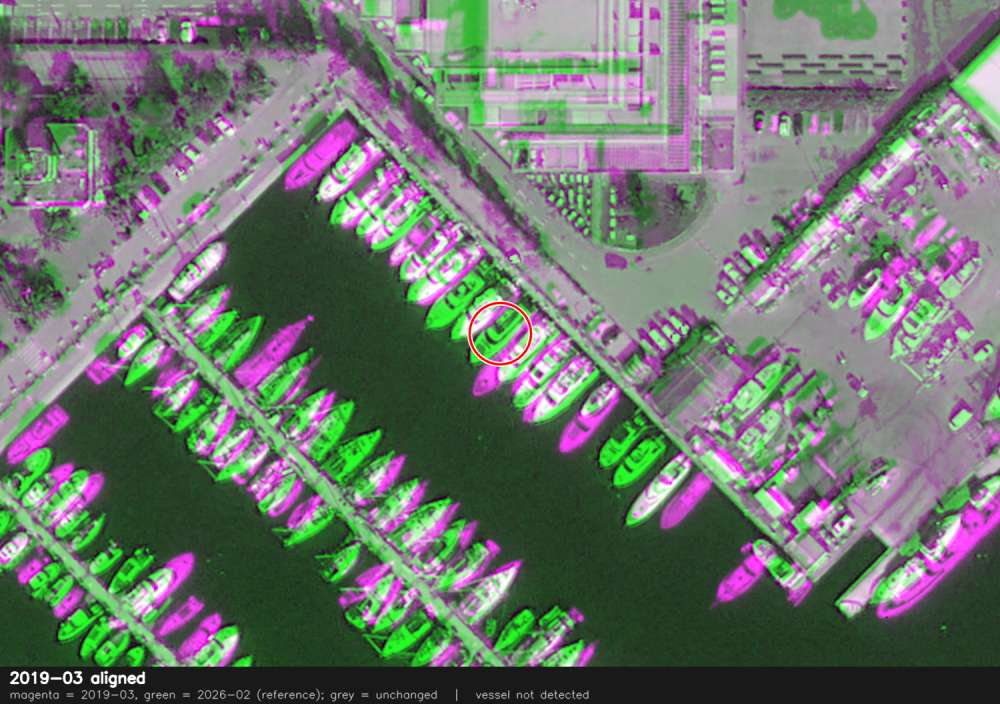 2019-03 aligned
magenta = 2019-03, green = 2026-02 (reference); grey = unchanged | vessel not detected